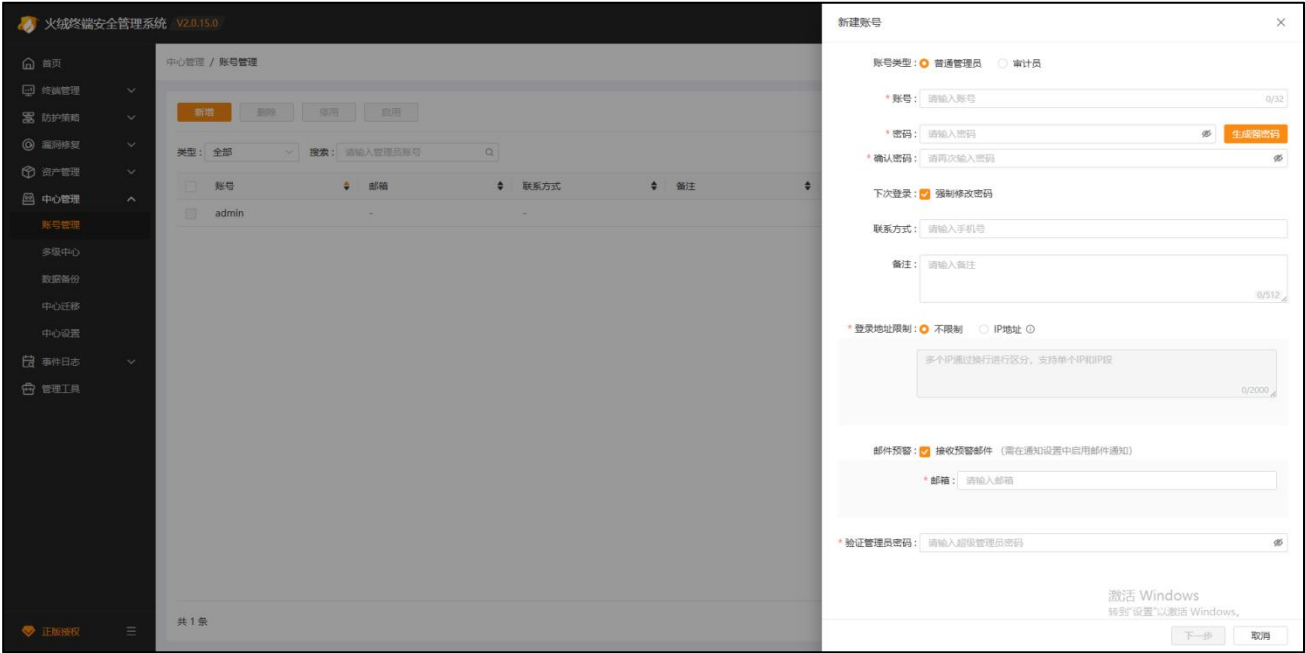 火绒终端安全管理系统 V2.0.15.0
首页
终端管理
防护策略
漏洞修复
资产管理
中心管理
账号管理
多级中心
数据备份
中心迁移
中心设置
事件日志
管理工具
正版授权
中心管理 / 账号管理
新增 删除 停用 启用
类型: 全部 搜索: 请输入管理员账号
账号 邮箱 联系方式 备注
admin - -
共 1 条
新建账号
账号类型: 普通管理员 审计员
* 账号: 请输入账号 0/32
* 密码: 请输入密码 生成强密码
* 确认密码: 请再次输入密码
下次登录: 强制修改密码
联系方式: 请输入手机号
备注: 请输入备注
0/512
* 登录地址限制: 不限制 IP地址
多个IP通过换行进行区分，支持单个IP和IP段
0/2000
邮件预警: 接收预警邮件 (需在通知设置中启用邮件通知)
* 邮箱: 请输入邮箱
* 验证管理员密码: 请输入超级管理员密码
激活 Windows
转到"设置"以激活 Windows。
下一步 取消